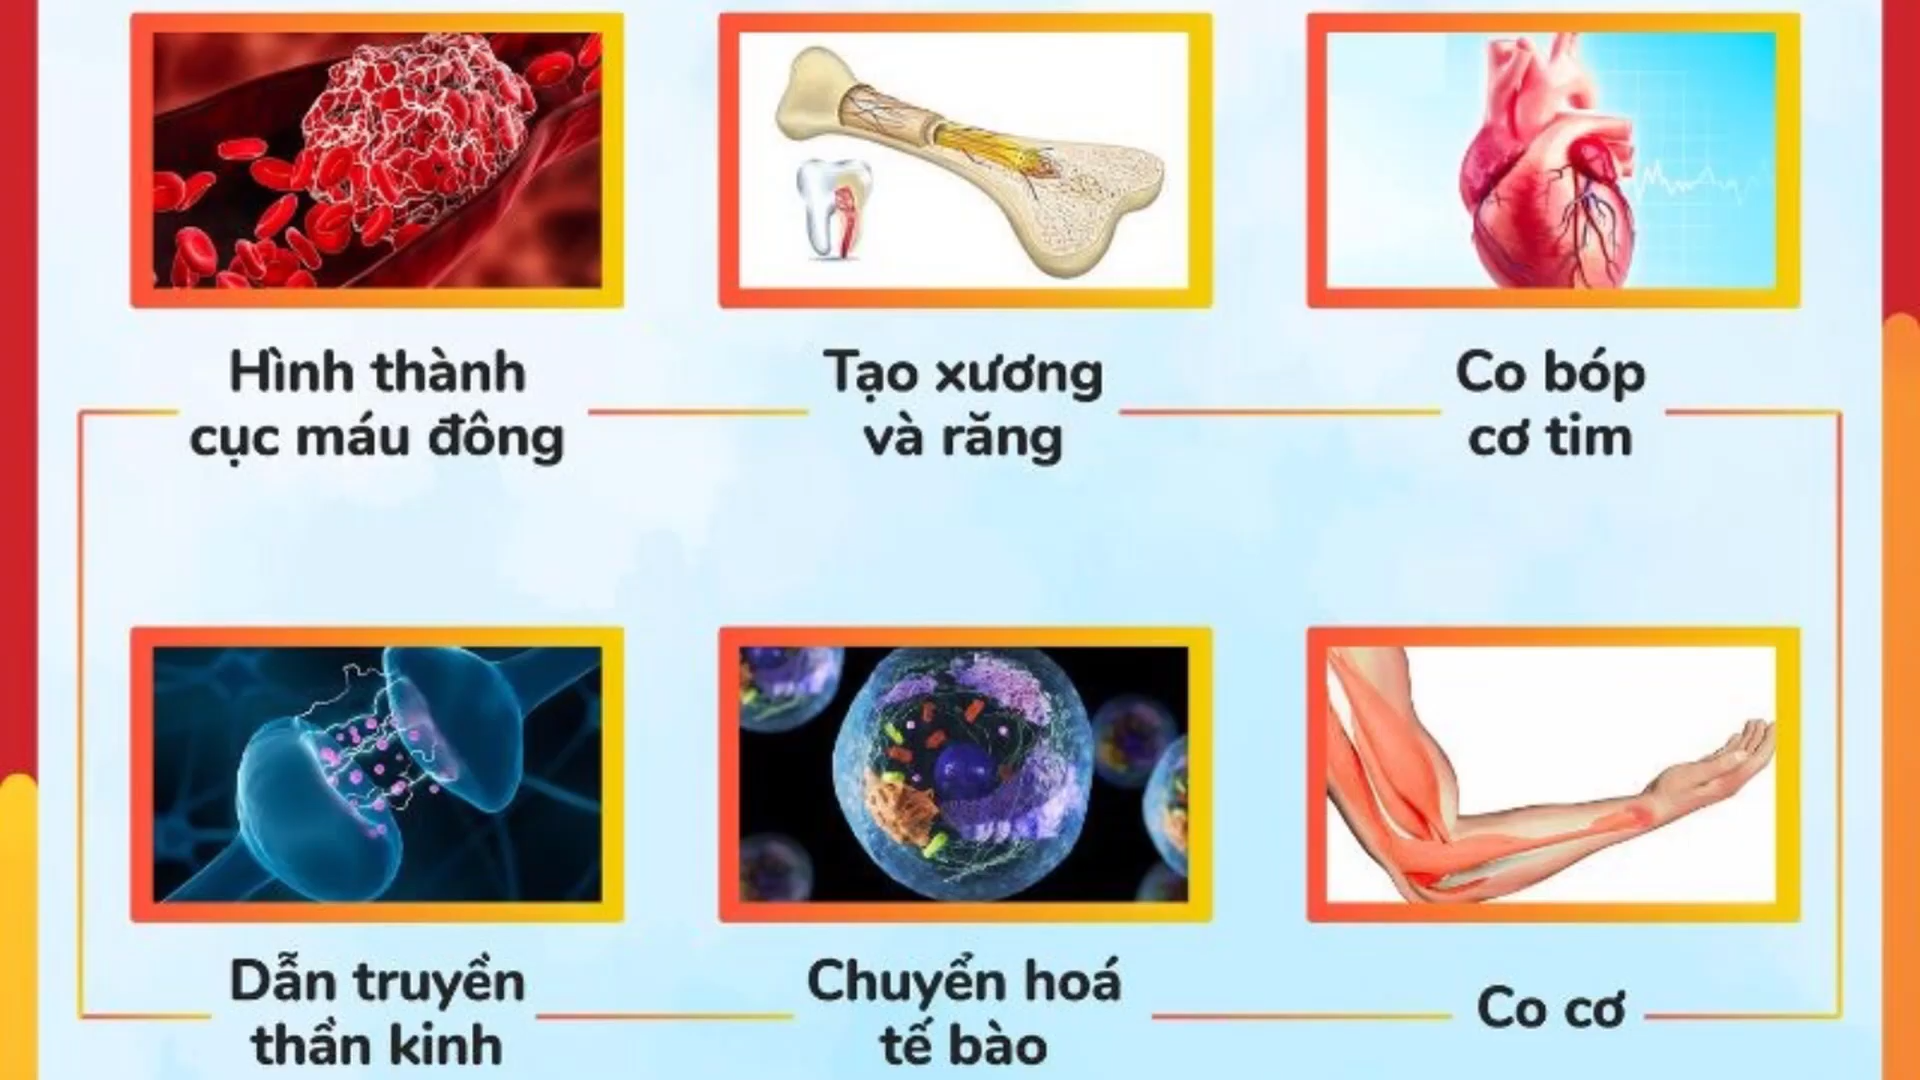 Hình thành
cục máu đông
Tạo xương
và răng
Co bóp
cơ tim
Dẫn truyền
thần kinh
Chuyển hoá
tế bào
Co cơ